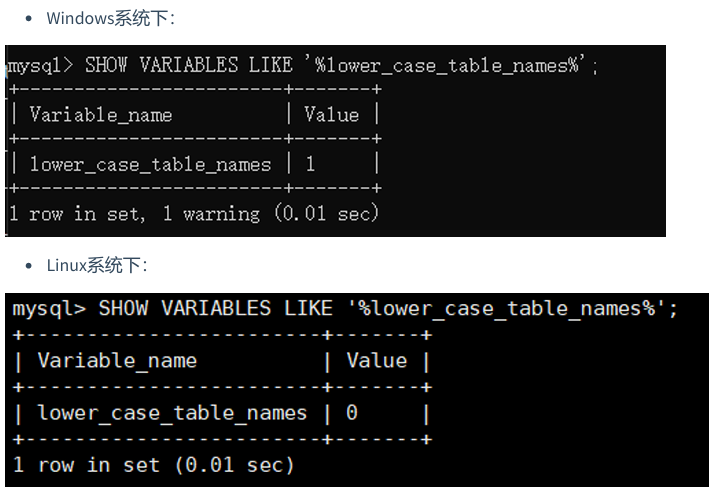 • Windows系统下：
mysql> SHOW VARIABLES LIKE '%lower_case_table_names%';
+------------------------+-------+
| Variable_name          | Value |
+------------------------+-------+
| lower_case_table_names | 1     |
+------------------------+-------+
1 row in set, 1 warning (0.01 sec)
• Linux系统下：
mysql> SHOW VARIABLES LIKE '%lower_case_table_names%';
+------------------------+-------+
| Variable_name          | Value |
+------------------------+-------+
| lower_case_table_names | 0     |
+------------------------+-------+
1 row in set (0.01 sec)